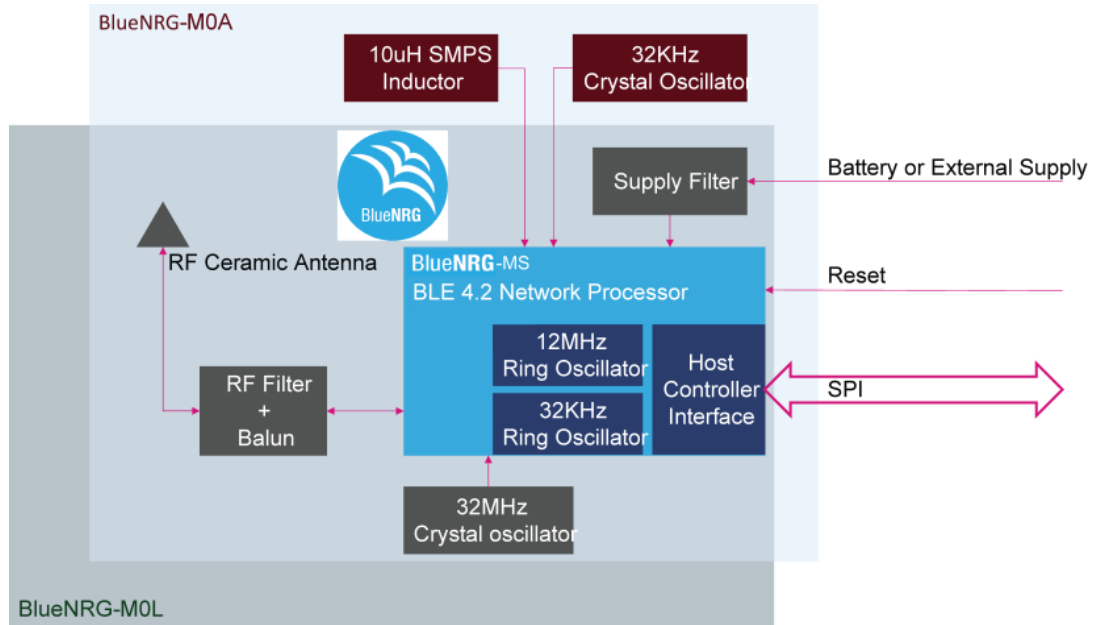 BlueNRG-M0A
10uH SMPS
Inductor
32KHz
Crystal Oscillator
BlueNRG
Supply Filter
Battery or External Supply
RF Ceramic Antenna
BlueNRG-MS
BLE 4.2 Network Processor
Reset
12MHz
Ring Oscillator
32KHz
Ring Oscillator
Host
Controller
Interface
SPI
RF Filter
+
Balun
32MHz
Crystal oscillator
BlueNRG-M0L